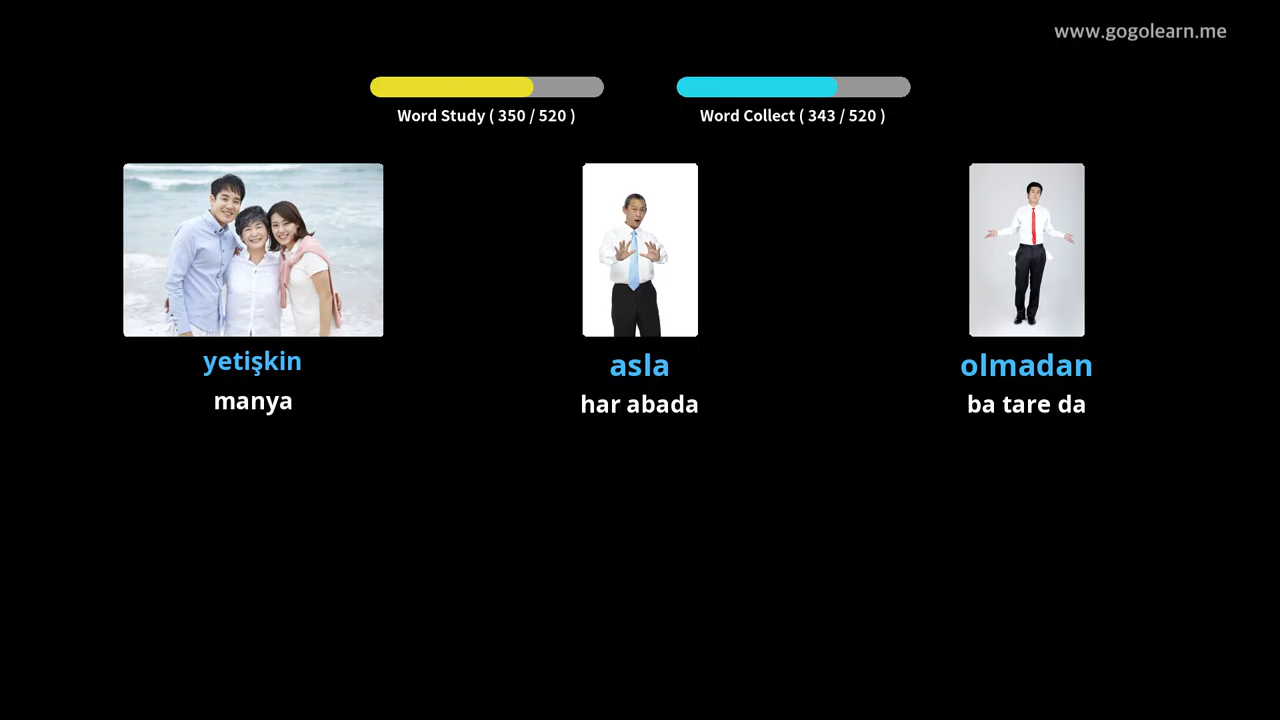 www.gogolearn.me
Word Study ( 350 / 520 )
Word Collect ( 343 / 520 )
yetişkin
asla
olmadan
manya
har abada
ba tare da